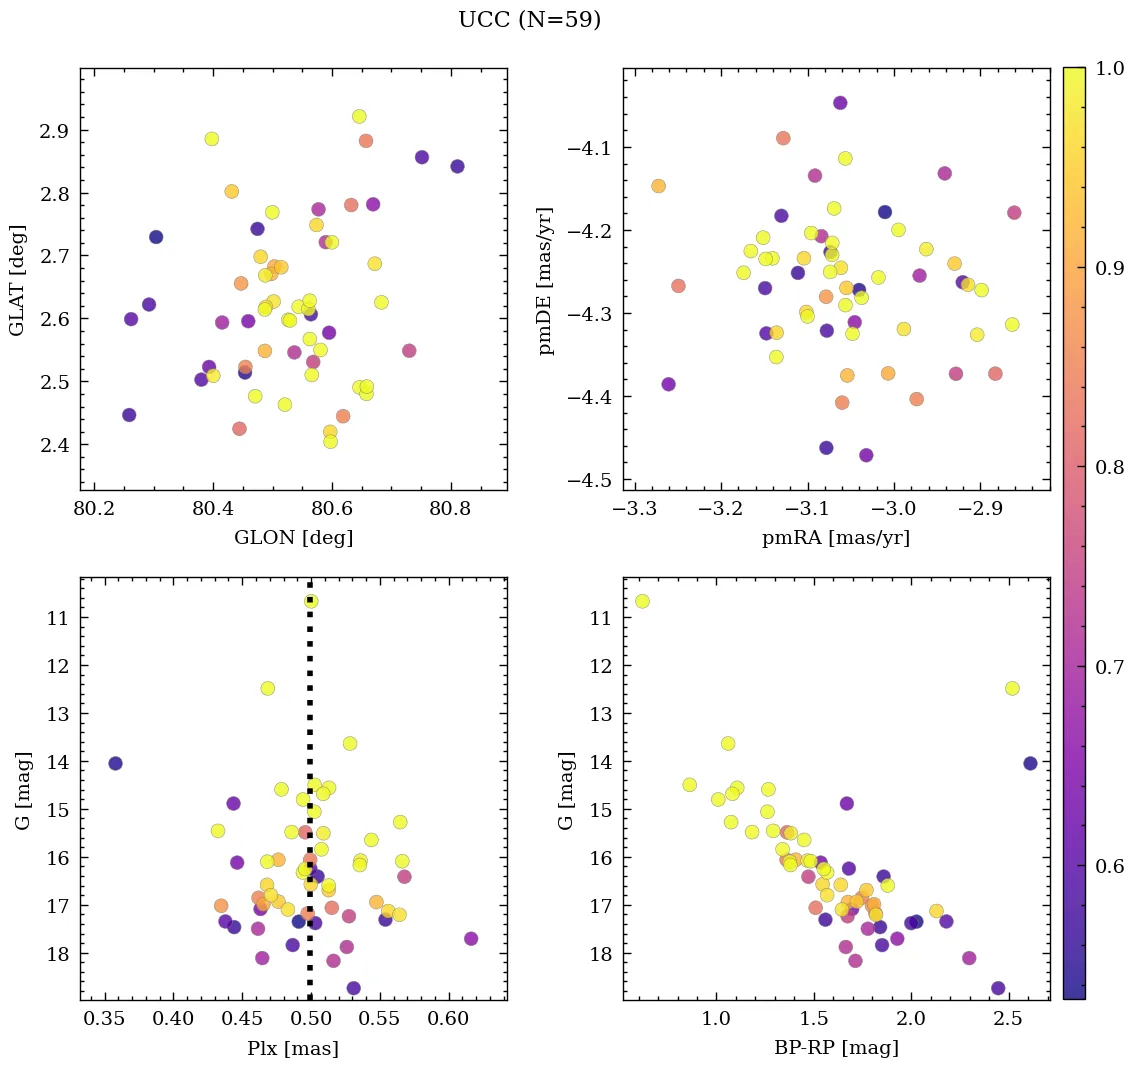 UCC (N=59)
2.9
2.8
2.7
2.6
2.5
2.4
GLAT [deg]
80.2 80.4 80.6 80.8
GLON [deg]
−4.1
−4.2
−4.3
−4.4
−4.5
pmDE [mas/yr]
−3.3 −3.2 −3.1 −3.0 −2.9
pmRA [mas/yr]
1.0
0.9
0.8
0.7
0.6
11
12
13
14
15
16
17
18
G [mag]
0.35 0.40 0.45 0.50 0.55 0.60
Plx [mas]
11
12
13
14
15
16
17
18
G [mag]
1.0 1.5 2.0 2.5
BP-RP [mag]